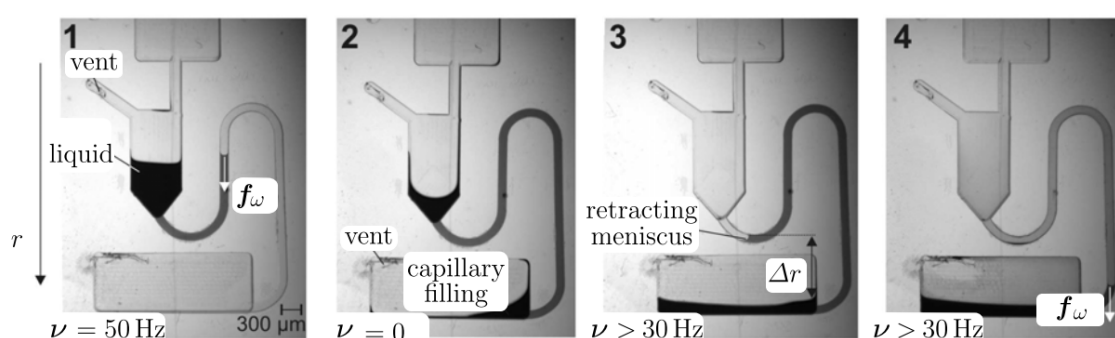 1
vent
liquid
r
f_ω
300 μm
ν = 50 Hz
2
vent
capillary
filling
ν = 0
3
retracting
meniscus
Δr
ν > 30 Hz
4
f_ω
ν > 30 Hz